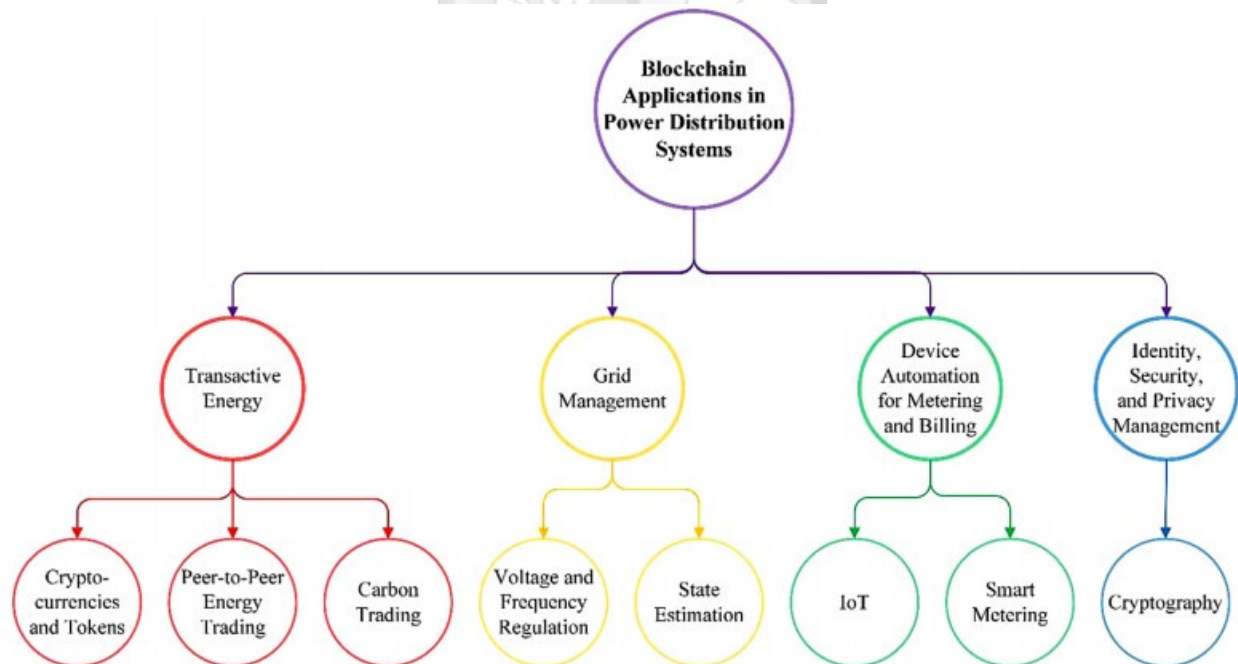 Blockchain
Applications in
Power Distribution
Systems
Transactive
Energy
Grid
Management
Device
Automation
for Metering
and Billing
Identity,
Security,
and Privacy
Management
Crypto-
currencies
and Tokens
Peer-to-Peer
Energy
Trading
Carbon
Trading
Voltage and
Frequency
Regulation
State
Estimation
IoT
Smart
Metering
Cryptography